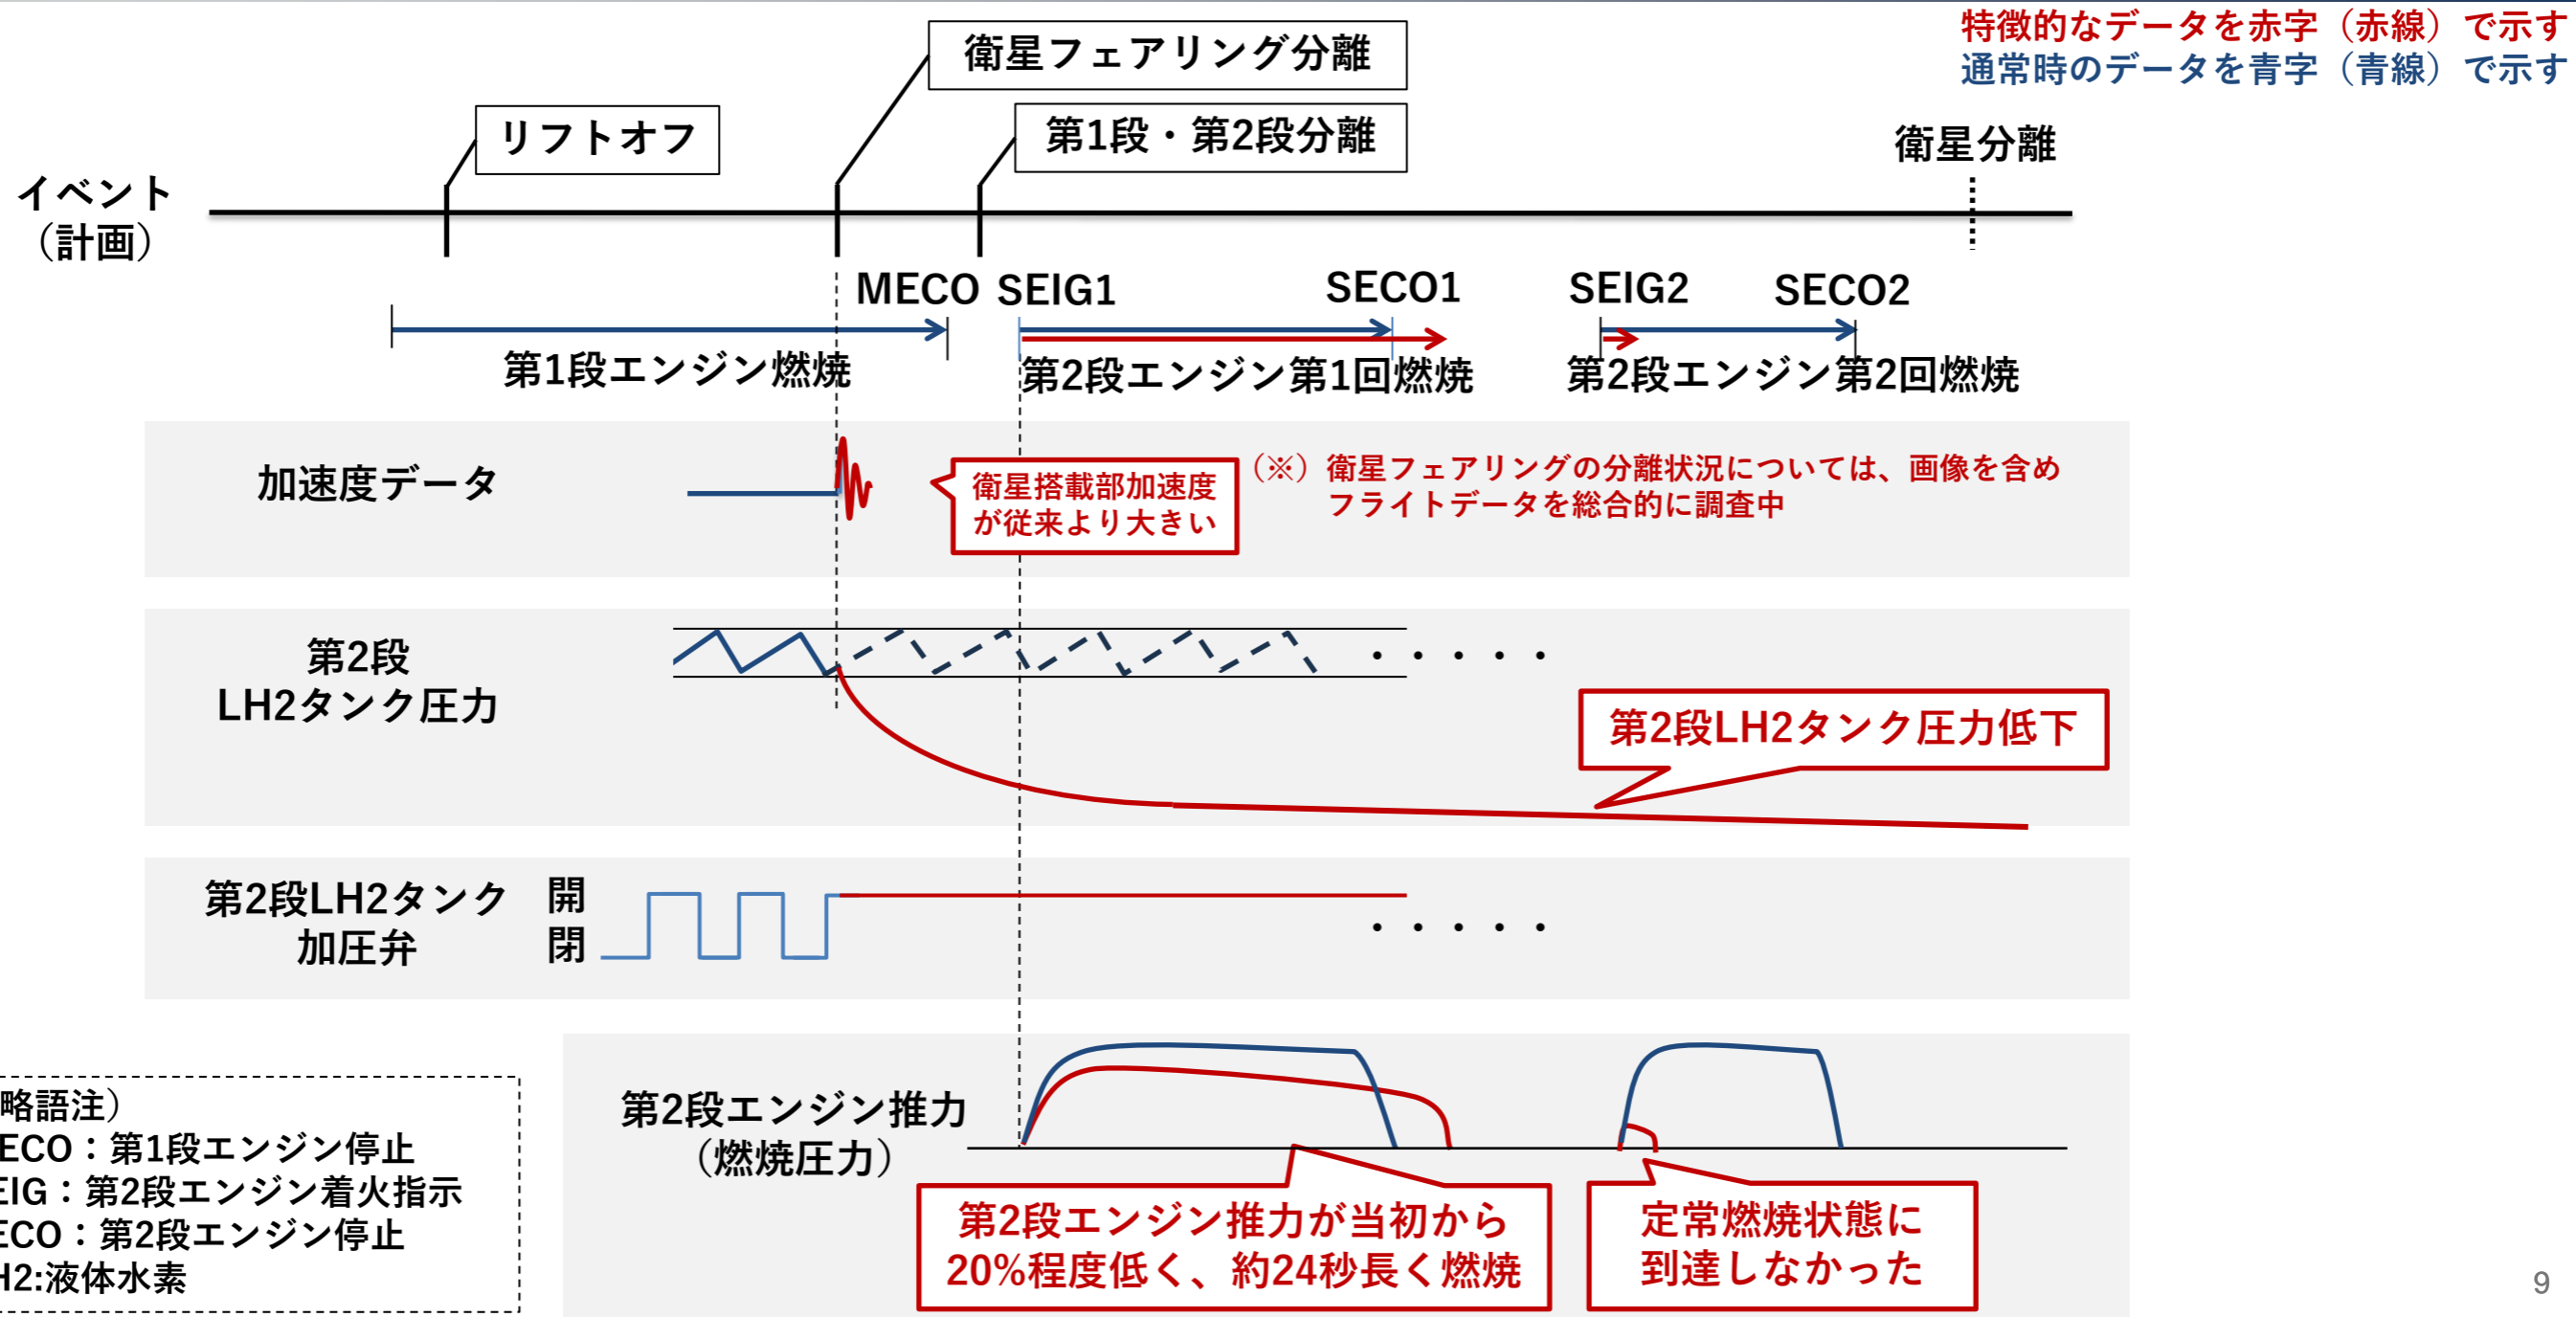 特徴的なデータを赤字（赤線）で示す
通常時のデータを青字（青線）で示す
衛星フェアリング分離
リフトオフ
第1段・第2段分離
衛星分離
イベント
（計画）
MECO
SEIG1
SECO1
SEIG2
SECO2
第1段エンジン燃焼
第2段エンジン第1回燃焼
第2段エンジン第2回燃焼
加速度データ
衛星搭載部加速度
が従来より大きい
（※）衛星フェアリングの分離状況については、画像を含め
フライトデータを総合的に調査中
第2段
LH2タンク圧力
・・・・・
第2段LH2タンク圧力低下
第2段LH2タンク
加圧弁
開
閉
・・・・・
第2段エンジン推力
（燃焼圧力）
第2段エンジン推力が当初から
20%程度低く、約24秒長く燃焼
定常燃焼状態に
到達しなかった
略語注）
ECO：第1段エンジン停止
EIG：第2段エンジン着火指示
ECO：第2段エンジン停止
H2:液体水素
9